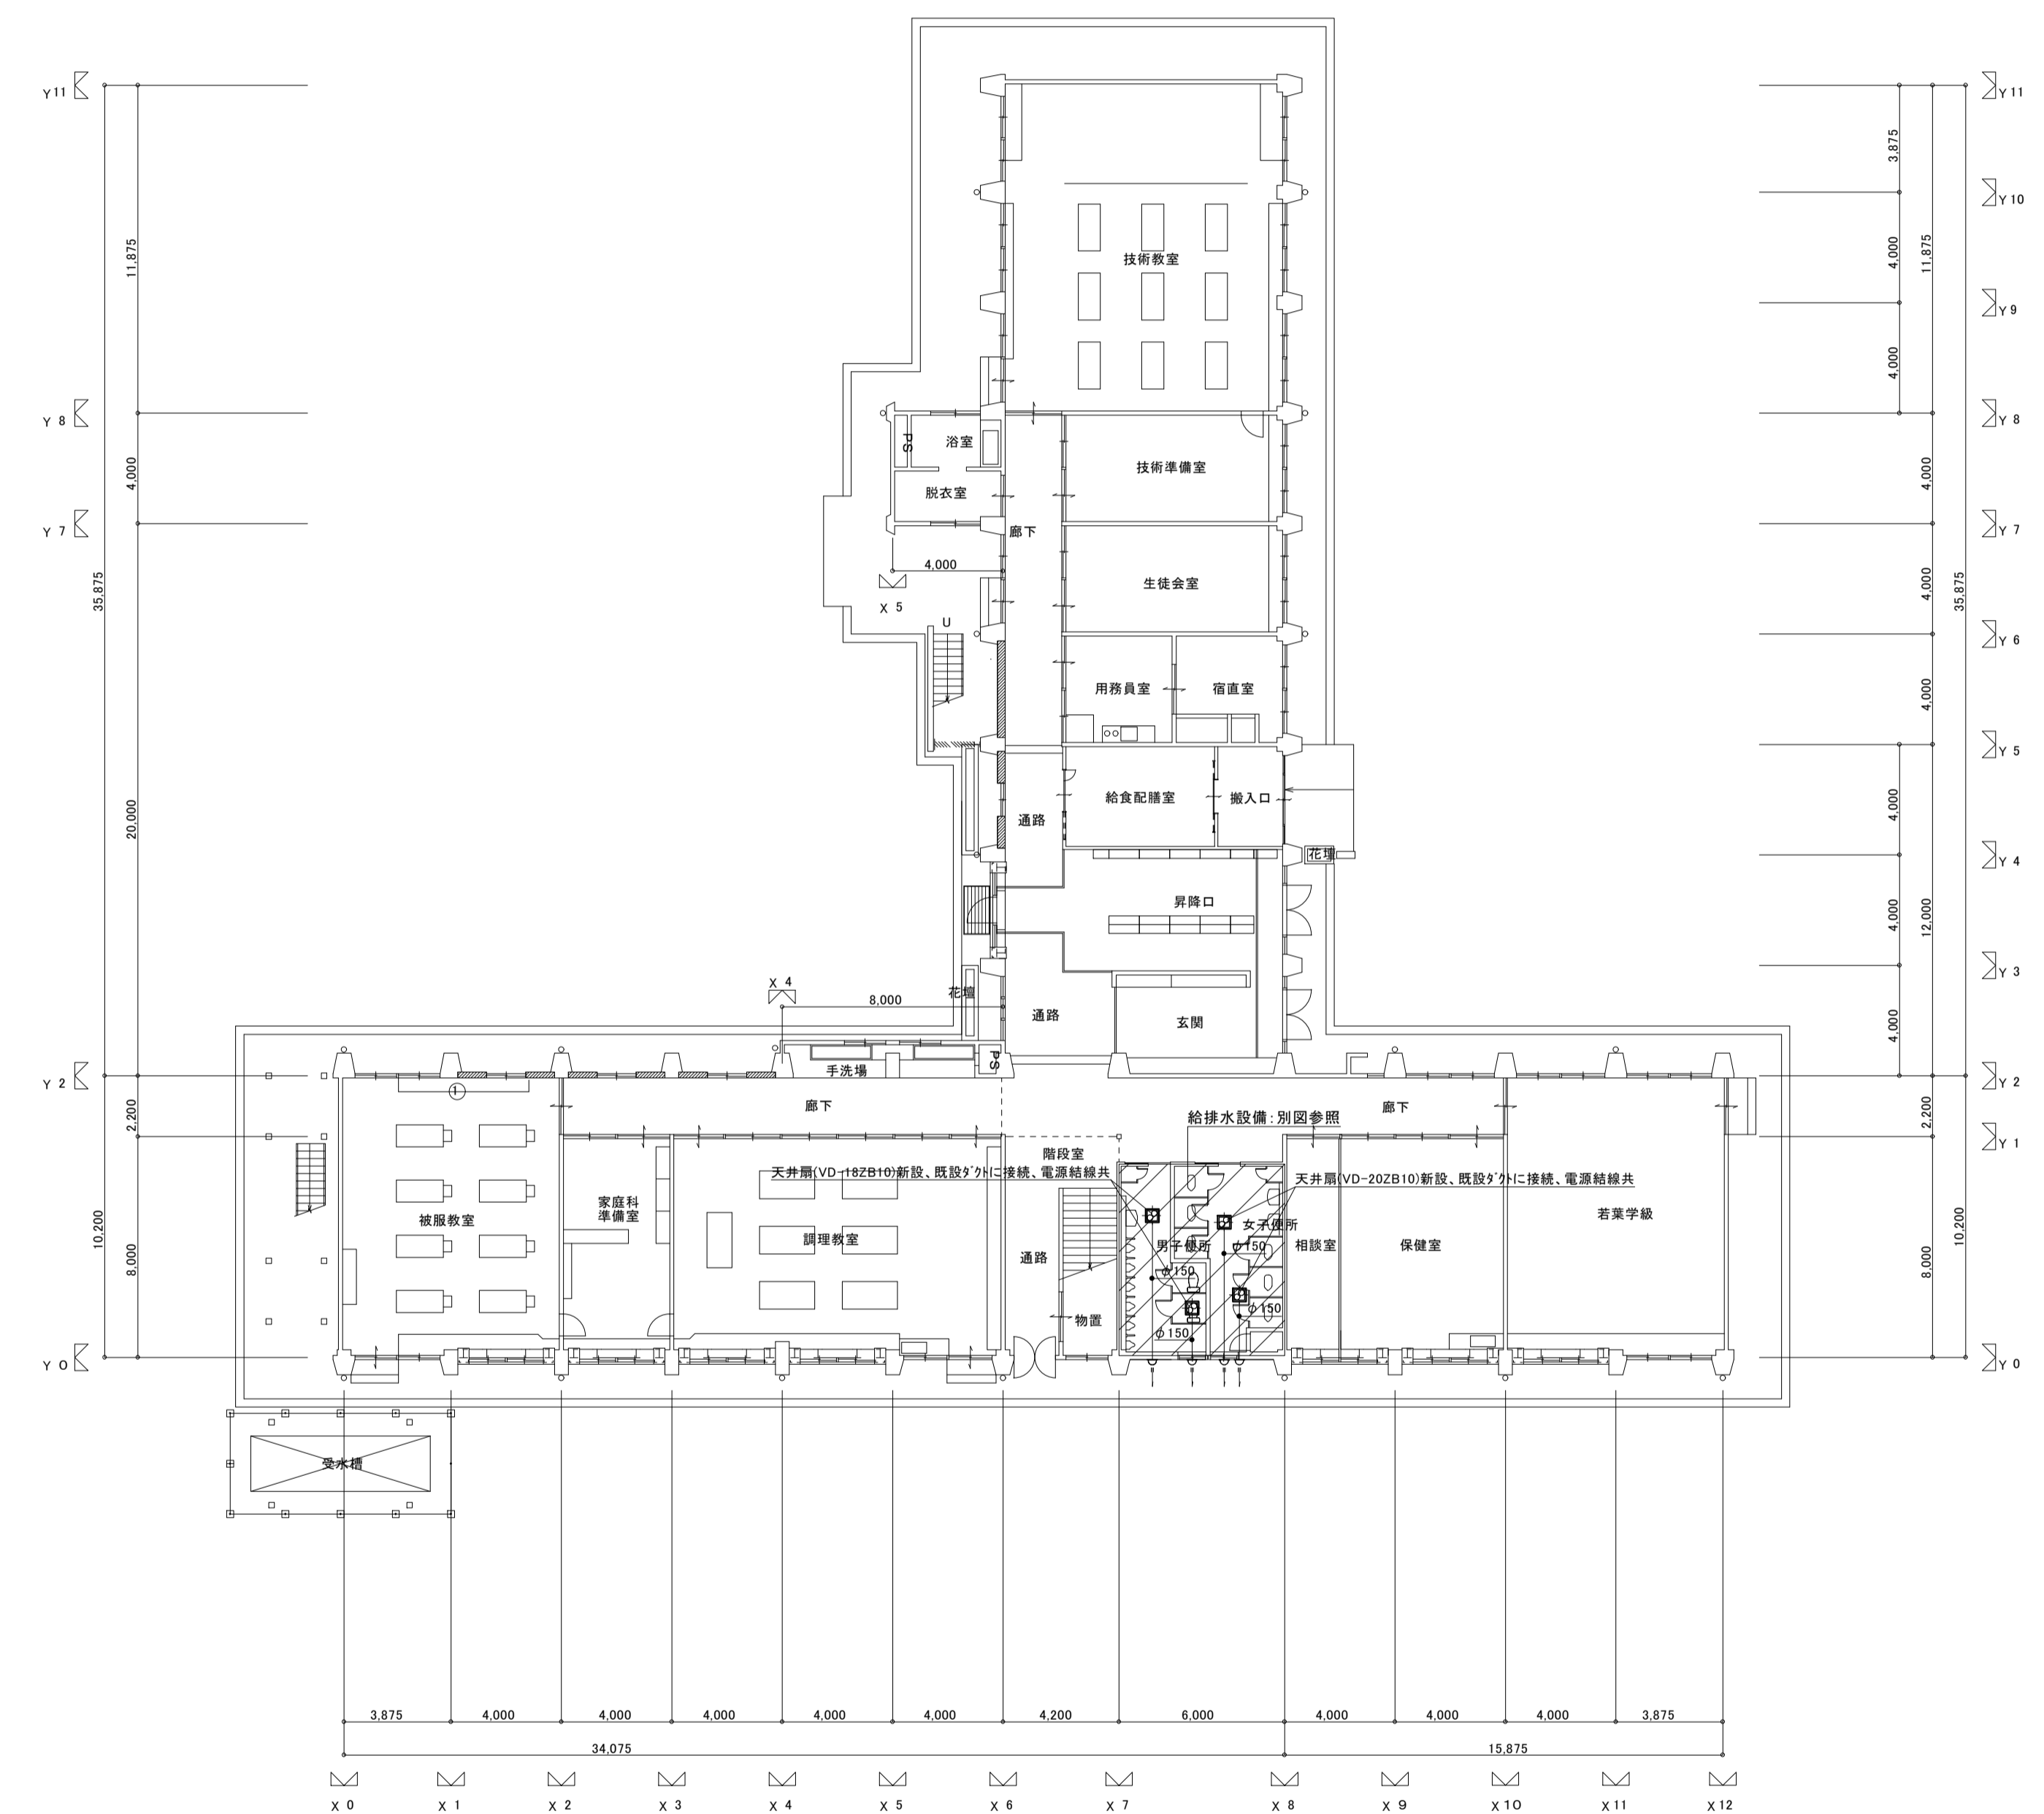 Y11
Y11
3,875
Y10
11,875
4,000
11,875
技術教室
Y9
4,000
Y 8
Y 8
PS
浴室
4,000
技術準備室
4,000
脱衣室
Y 7
廊下
Y 7
4,000
35,875
生徒会室
4,000
35,875
X 5
U
Y 6
用務員室
宿直室
4,000
Y 5
20,000
給食配膳室
搬入口
4,000
通路
花壇
Y 4
昇降口
4,000
12,000
Y 3
X 4
8,000
花壇
通路
玄関
4,000
Y 2
手洗場
PS
Y 2
①
2,200
廊下
廊下
2,200
給排水設備:別図参照
Y 1
階段室
天井扇(VD-18ZB10)新設、既設ダクトに接続、電源結線共
天井扇(VD-20ZB10)新設、既設ダクトに接続、電源結線共
10,200
被服教室
家庭科
準備室
調理教室
通路
男子便所
女子便所
相談室
保健室
若葉学級
10,200
8,000
φ150
φ150
8,000
φ150
φ150
物置
Y 0
Y 0
受水槽
3,875
4,000
4,000
4,000
4,000
4,000
4,200
6,000
4,000
4,000
4,000
3,875
34,075
15,875
X 0
X 1
X 2
X 3
X 4
X 5
X 6
X 7
X 8
X 9
X10
X11
X12